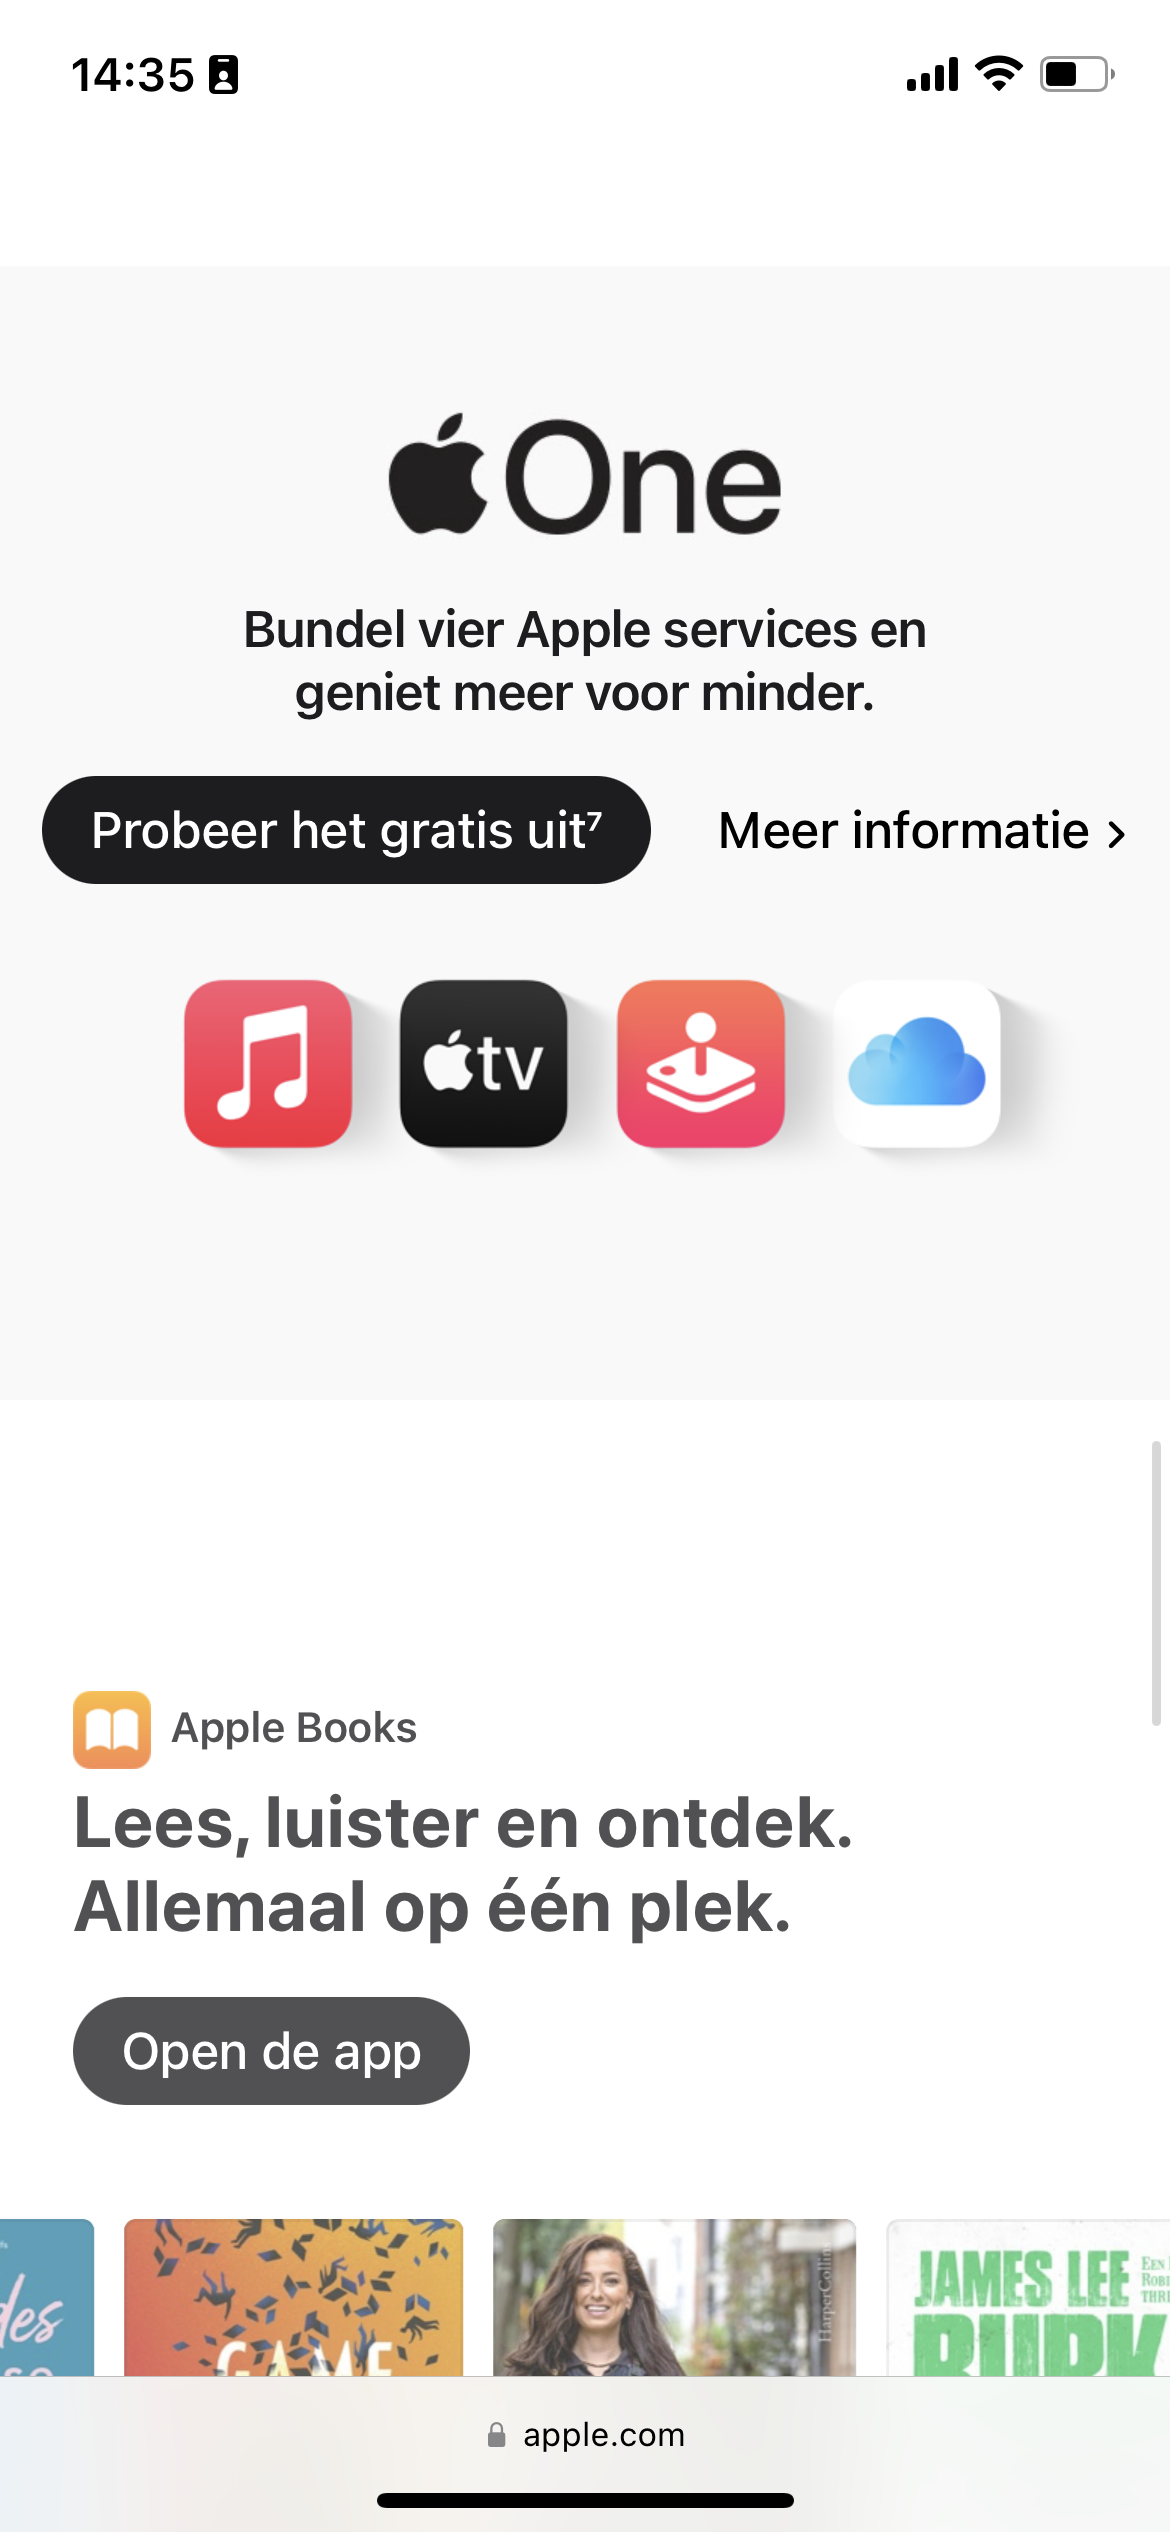 14:35
One
Bundel vier Apple services en
geniet meer voor minder.
Probeer het gratis uit⁷
Meer informatie >
tv
Apple Books
Lees, luister en ontdek.
Allemaal op één plek.
Open de app
des
GAME
HarperCollins
JAMES LEE
BURK
apple.com